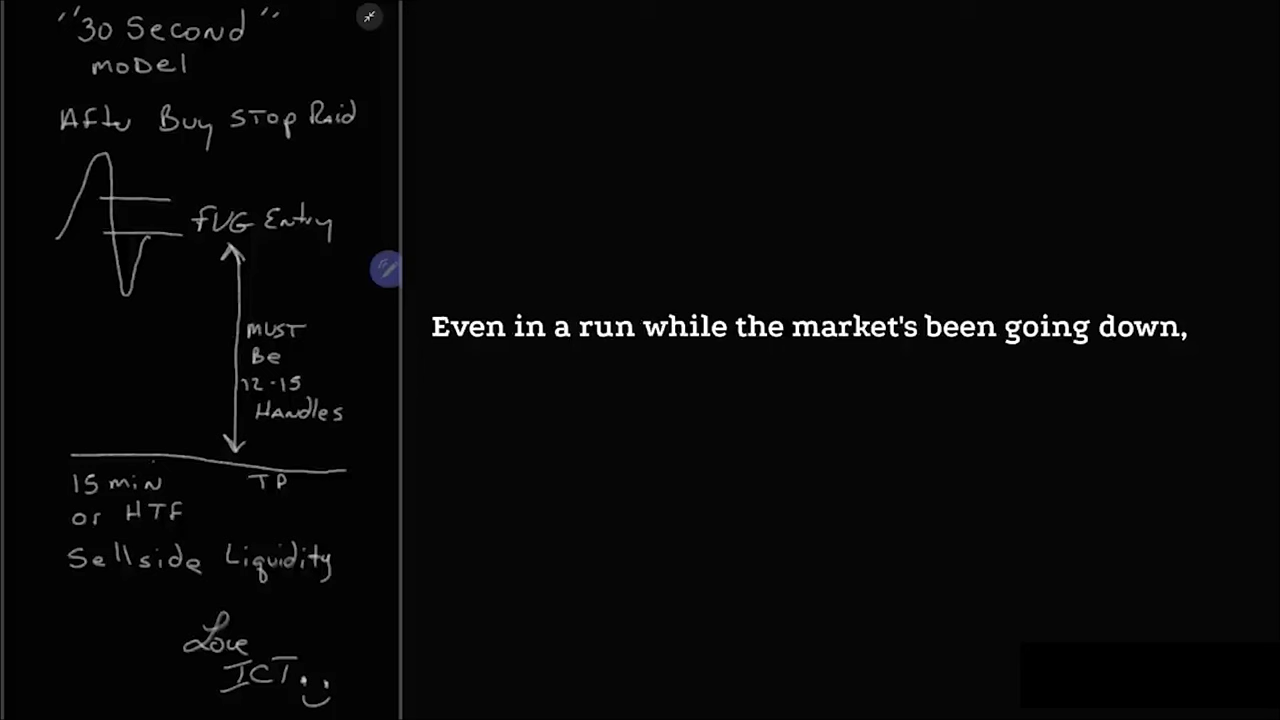 "30 Second"
model
After Buy STOP Raid
FVG Entry
MUST
Be
12-15
HANDles
15 min
TP
or HTF
Sellside Liquidity
Love
ICT
Even in a run while the market's been going down,